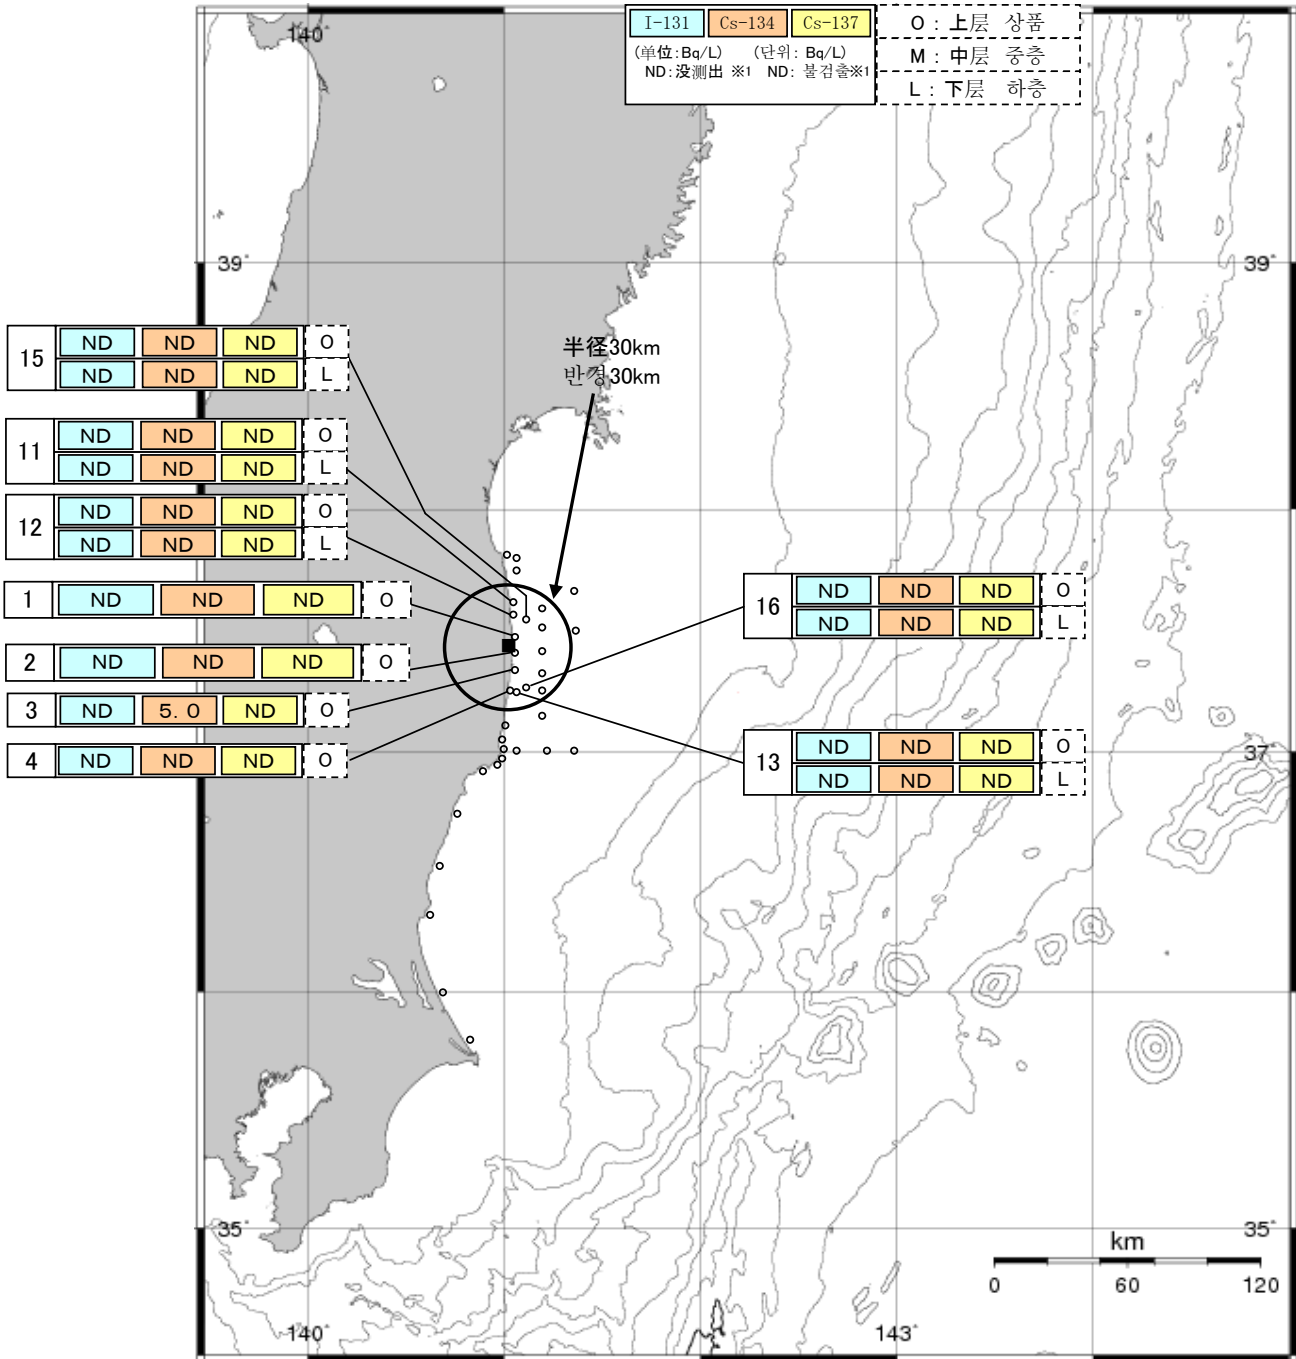 I-131 Cs-134 Cs-137
(単位:Bq/L) (단위: Bq/L)
ND:没測出 ※1 ND: 불검출※1
O : 上层 상품
M : 中层 중층
L : 下层 하층
140°
39° 39°
半径30km
반경30km
15 ND ND ND O
ND ND ND L
11 ND ND ND O
ND ND ND L
12 ND ND ND O
ND ND ND L
1 ND ND ND O
2 ND ND ND O
3 ND 5.0 ND O
4 ND ND ND O
16 ND ND ND O
ND ND ND L
13 ND ND ND O
ND ND ND L
37°
35° 35°
km
0 60 120
140° 143°